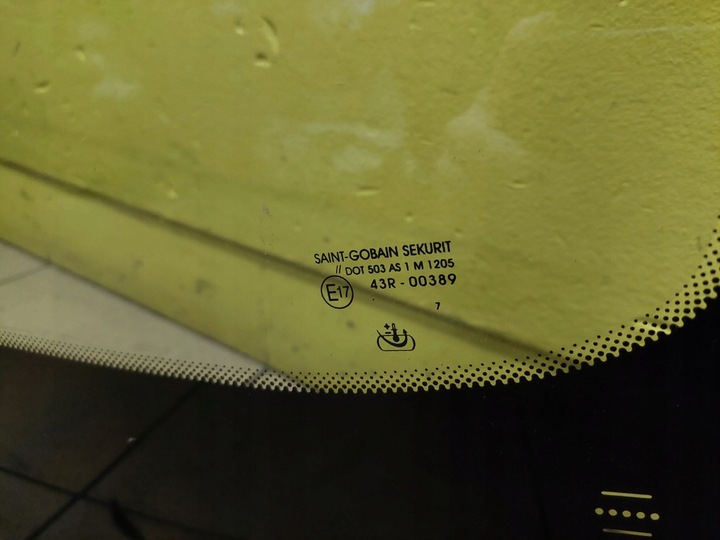 SAINT-GOBAIN SEKURIT
// DOT 503 AS 1 M 1205
E17 43R - 00389
7